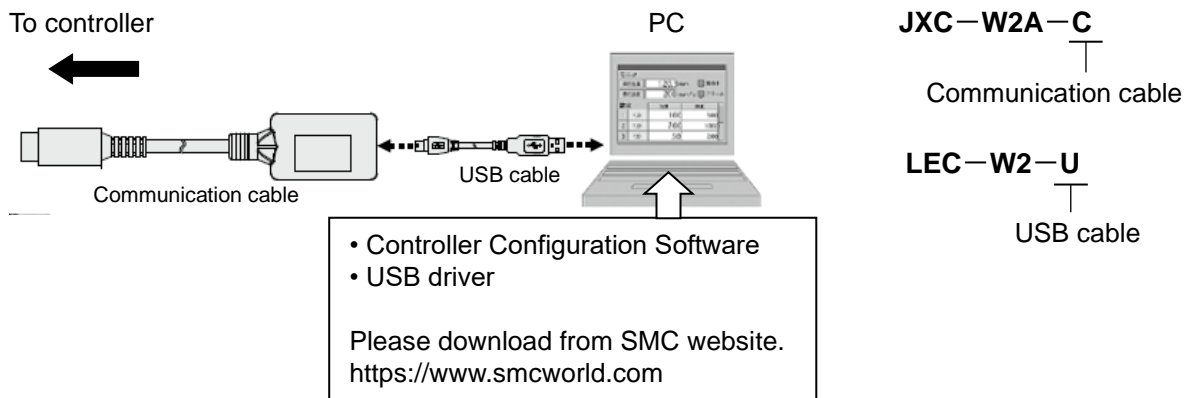 To controller
PC
JXC－W2A－C
Communication cable
LEC－W2－U
USB cable
Communication cable
USB cable
• Controller Configuration Software
• USB driver
Please download from SMC website.
https://www.smcworld.com